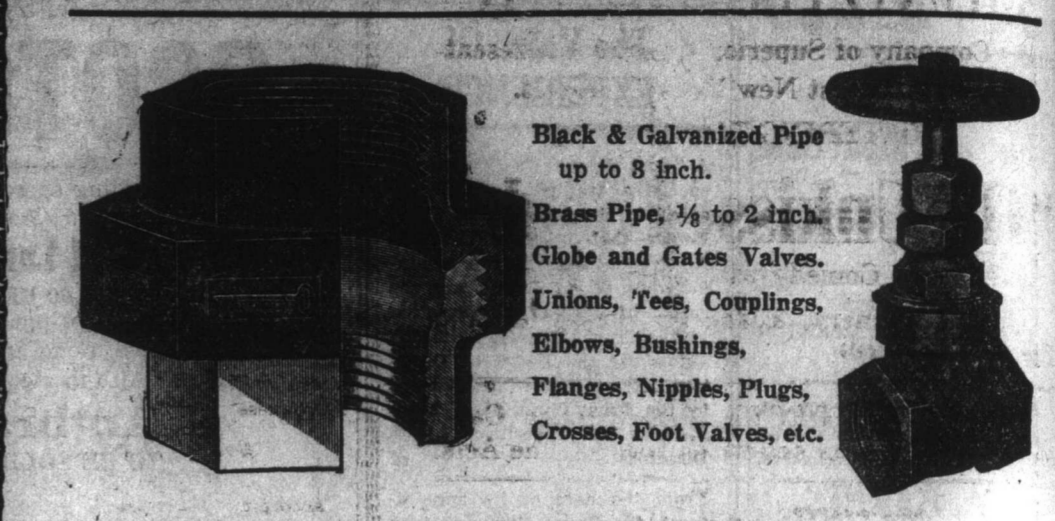 Black & Galvanized Pipe
up to 3 inch.
Brass Pipe, ⅛ to 2 inch.
Globe and Gates Valves.
Unions, Tees, Couplings,
Elbows, Bushings,
Flanges, Nipples, Plugs,
Crosses, Foot Valves, etc.